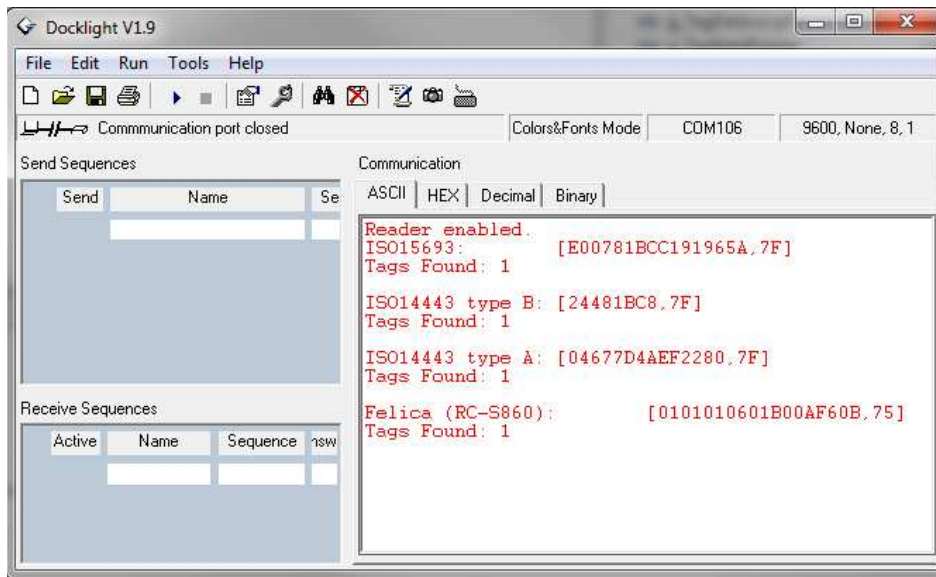 Docklight V1.9
File Edit Run Tools Help
Commmunication port closed
Colors&Fonts Mode
COM106
9600, None, 8, 1
Send Sequences
Send Name Se
Receive Sequences
Active Name Sequence nsw
Communication
ASCII HEX Decimal Binary
Reader enabled.
ISO15693: [E00781BCC191965A,7F]
Tags Found: 1
ISO14443 type B: [24481BC8,7F]
Tags Found: 1
ISO14443 type A: [04677D4AEF2280,7F]
Tags Found: 1
Felica (RC-S860): [0101010601B00AF60B,75]
Tags Found: 1